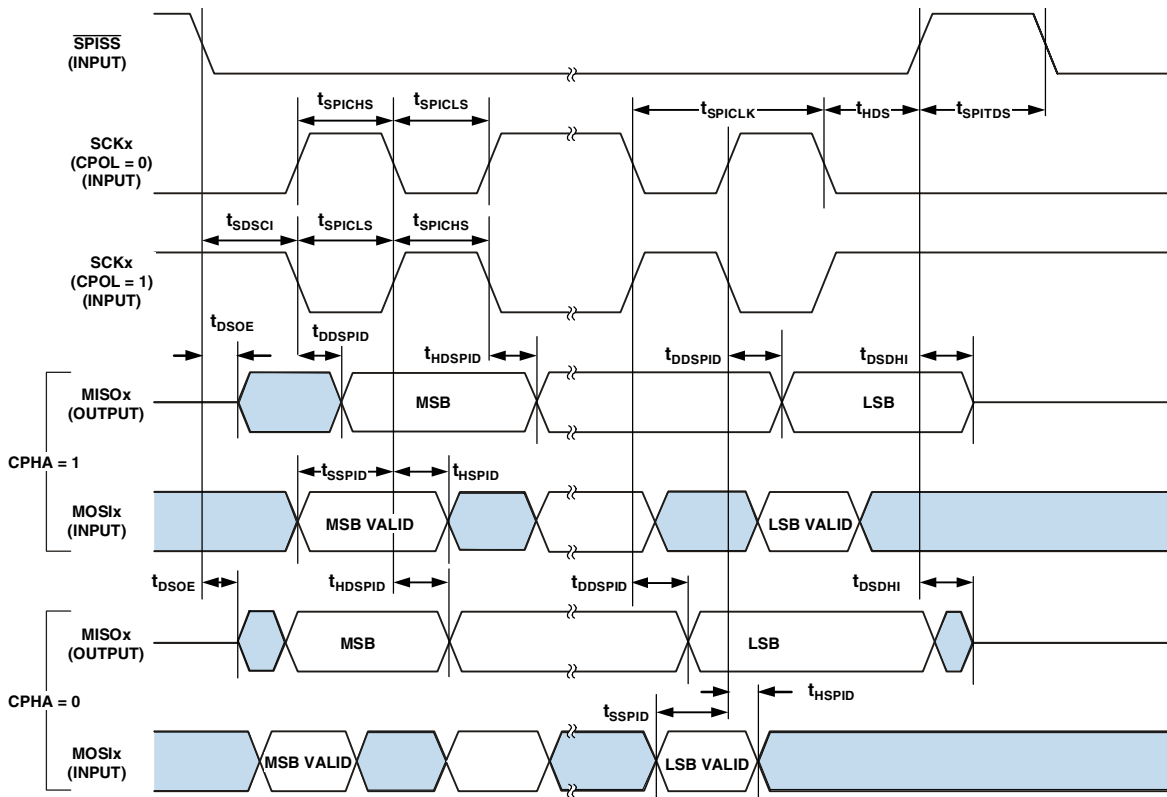 SPISS
(INPUT)
tSPICHS
tSPICLS
tSPICLK
tHDS
tSPITDS
SCKx
(CPOL = 0)
(INPUT)
tSDSCI
tSPICLS
tSPICHS
SCKx
(CPOL = 1)
(INPUT)
tDSOE
tDDSPID
tHDSPID
tDDSPID
tDSDHI
MISOx
(OUTPUT)
MSB
LSB
CPHA = 1
tSSPID
tHSPID
MOSIx
(INPUT)
MSB VALID
LSB VALID
tDSOE
tHDSPID
tDDSPID
tDSDHI
MISOx
(OUTPUT)
MSB
LSB
CPHA = 0
tHSPID
tSSPID
MOSIx
(INPUT)
MSB VALID
LSB VALID